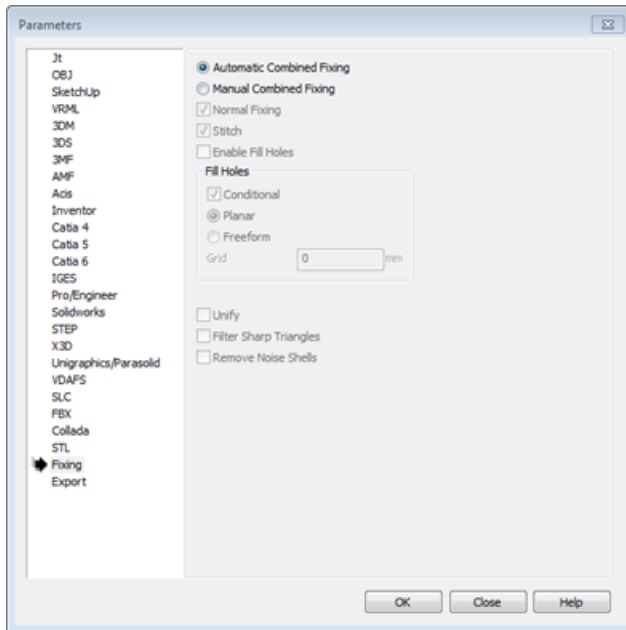 Parameters
Jt
OBJ
SketchUp
VRML
3DM
3DS
3MF
AMF
Acis
Inventor
Catia 4
Catia 5
Catia 6
IGES
Pro/Engineer
Solidworks
STEP
X3D
Unigraphics/Parasolid
VDAFS
SLC
FBX
Collada
STL
Fixing
Export
Automatic Combined Fixing
Manual Combined Fixing
Normal Fixing
Stitch
Enable Fill Holes
Fill Holes
Conditional
Planar
Freeform
Grid 0 mm
Unify
Filter Sharp Triangles
Remove Noise Shells
OK Close Help